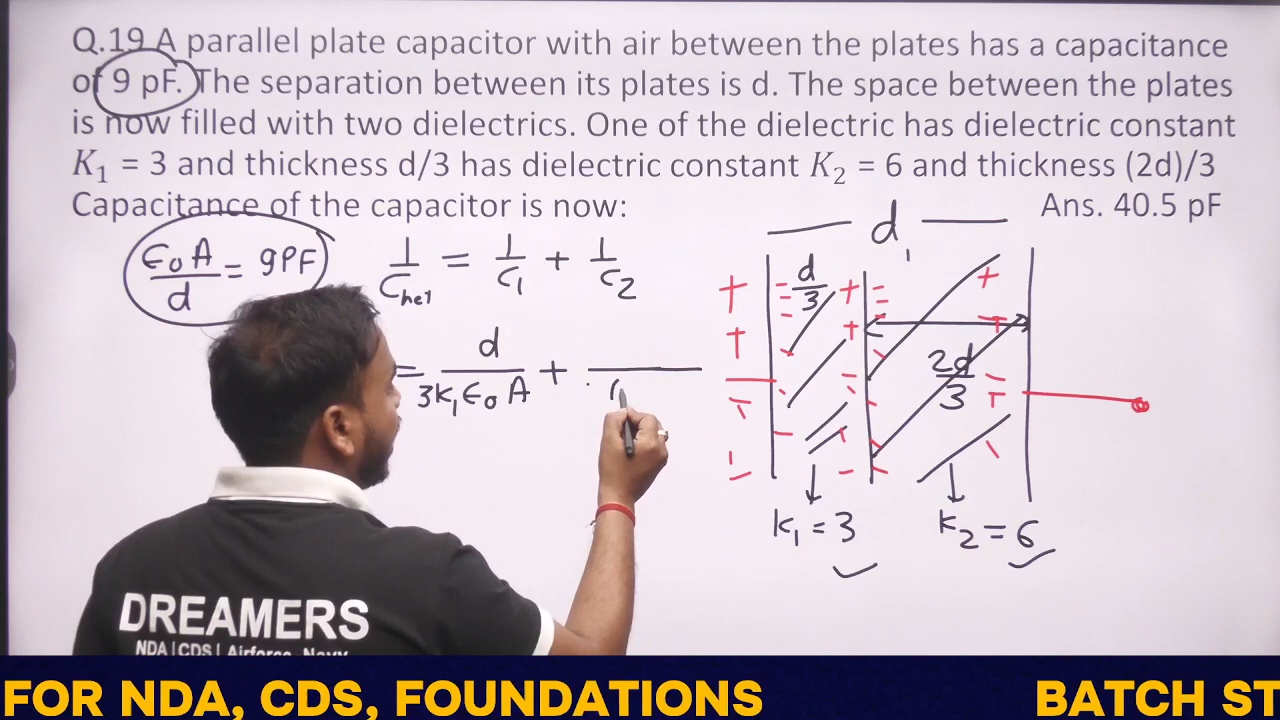 Q.19 A parallel plate capacitor with air between the plates has a capacitance
of 9 pF. The separation between its plates is d. The space between the plates
is now filled with two dielectrics. One of the dielectric has dielectric constant
K₁ = 3 and thickness d/3 has dielectric constant K₂ = 6 and thickness (2d)/3
Capacitance of the capacitor is now: Ans. 40.5 pF
ϵ₀A/d = 9PF
1/Cnet = 1/C₁ + 1/C₂
= d/3K₁ϵ₀A +
d
d/3
2d/3
K₁ = 3
K₂ = 6
DREAMERS
NDA | CDS | Airforce
FOR NDA, CDS, FOUNDATIONS BATCH ST